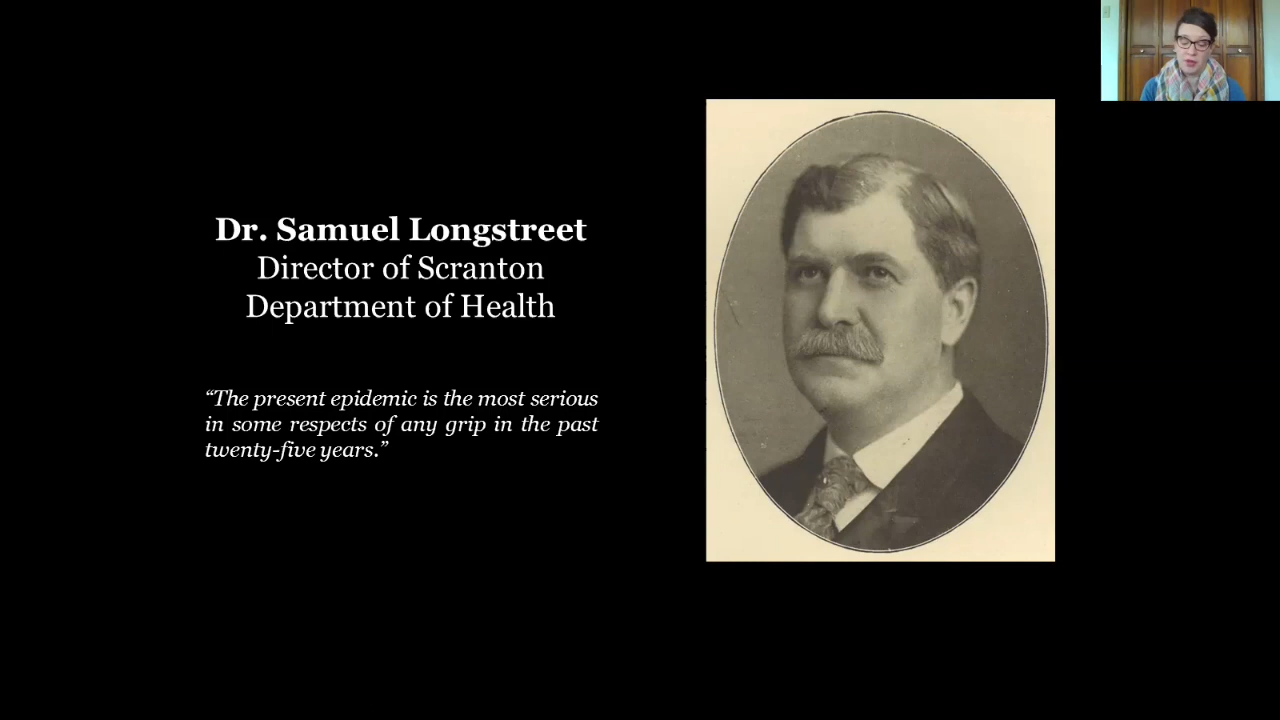 Dr. Samuel Longstreet
Director of Scranton
Department of Health
“The present epidemic is the most serious
in some respects of any grip in the past
twenty-five years.”